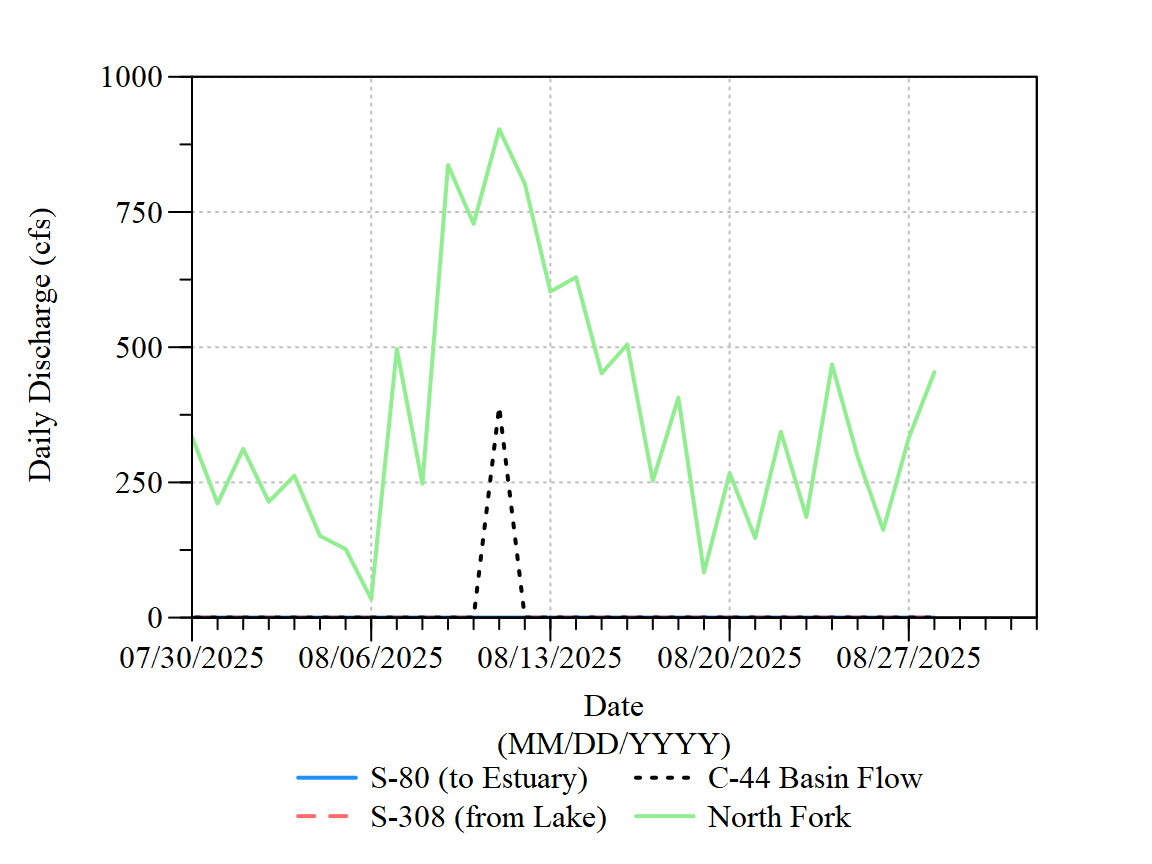 1000
750
500
250
0
Daily Discharge (cfs)
07/30/2025 08/06/2025 08/13/2025 08/20/2025 08/27/2025
Date
(MM/DD/YYYY)
S-80 (to Estuary) C-44 Basin Flow
S-308 (from Lake) North Fork